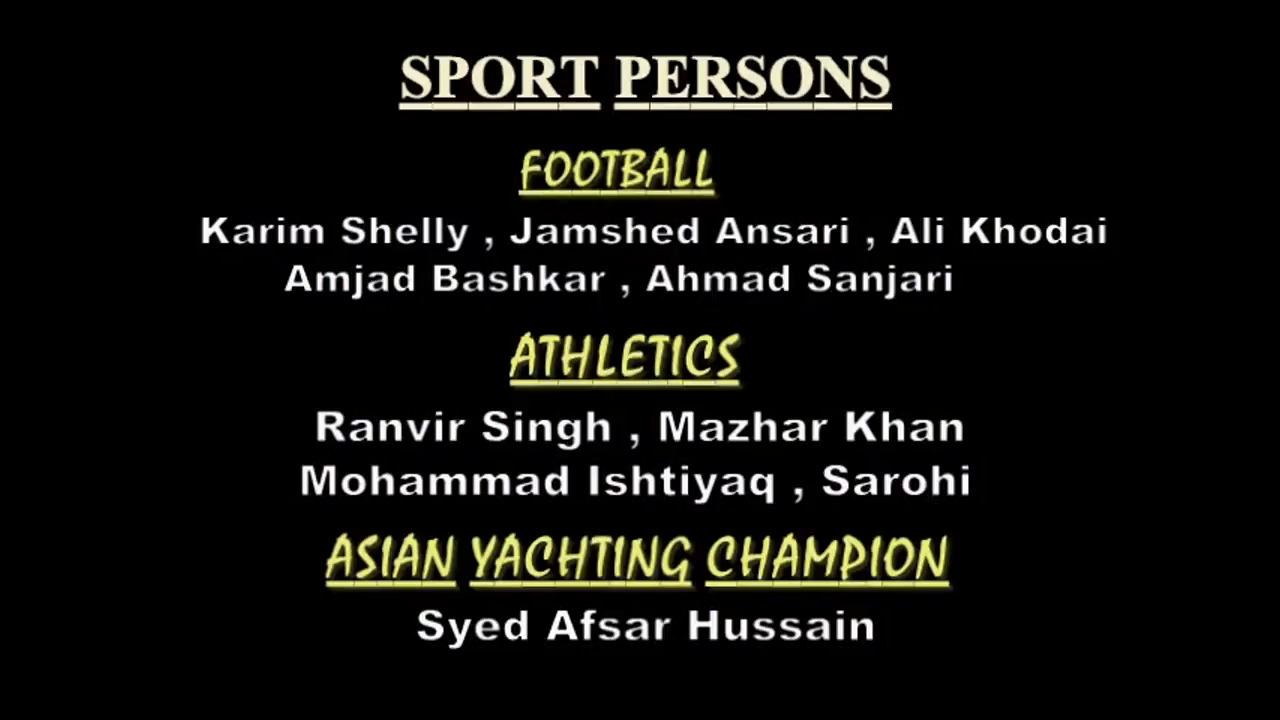 SPORT PERSONS
FOOTBALL
Karim Shelly , Jamshed Ansari , Ali Khodai
Amjad Bashkar , Ahmad Sanjari
ATHLETICS
Ranvir Singh , Mazhar Khan
Mohammad Ishtiyaq , Sarohi
ASIAN YACHTING CHAMPION
Syed Afsar Hussain